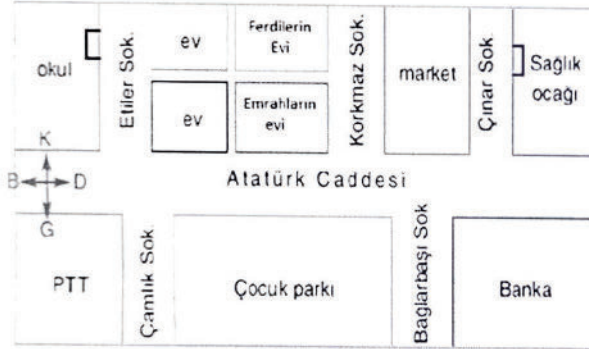 okul
Etiler Sok.
ev
Ferdilerin
Evi
ev
Emrahların
evi
Korkmaz Sok.
market
Çınar Sok.
Sağlık
ocağı
K
B
D
G
Atatürk Caddesi
PTT
Çamlık Sok.
Çocuk parkı
Bağlarbaşı Sok
Banka